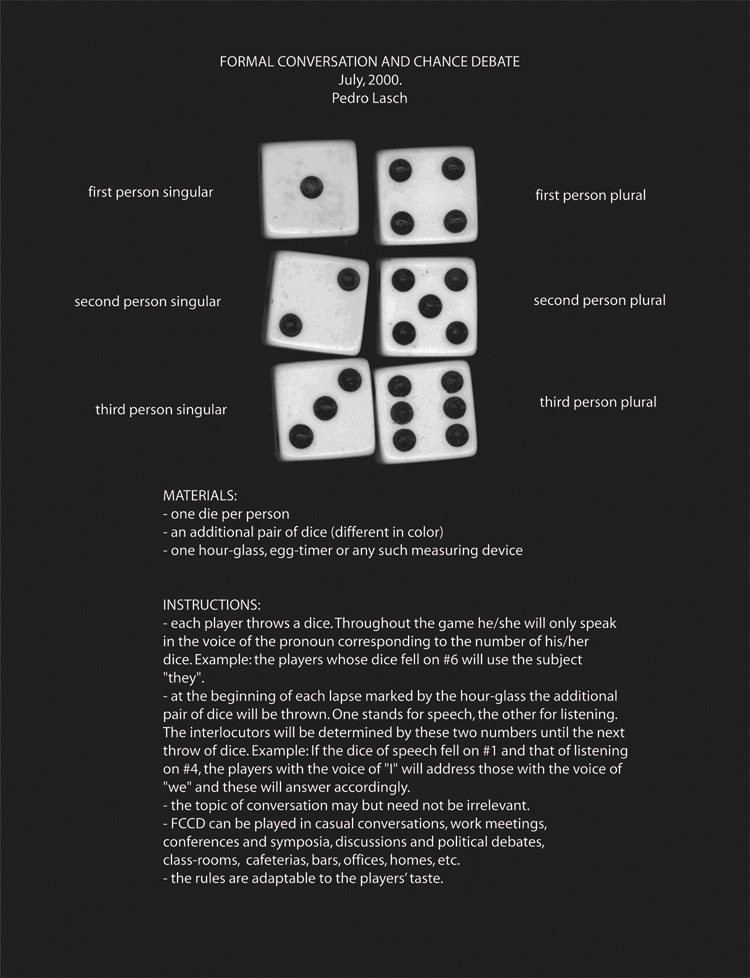 FORMAL CONVERSATION AND CHANCE DEBATE
July, 2000.
Pedro Lasch
first person singular
first person plural
second person singular
second person plural
third person singular
third person plural
MATERIALS:
- one die per person
- an additional pair of dice (different in color)
- one hour-glass, egg-timer or any such measuring device
INSTRUCTIONS:
- each player throws a dice. Throughout the game he/she will only speak
in the voice of the pronoun corresponding to the number of his/her
dice. Example: the players whose dice fell on #6 will use the subject
"they".
- at the beginning of each lapse marked by the hour-glass the additional
pair of dice will be thrown. One stands for speech, the other for listening.
The interlocutors will be determined by these two numbers until the next
throw of dice. Example: If the dice of speech fell on #1 and that of listening
on #4, the players with the voice of "I" will address those with the voice of
"we" and these will answer accordingly.
- the topic of conversation may but need not be irrelevant.
- FCCD can be played in casual conversations, work meetings,
conferences and symposia, discussions and political debates,
class-rooms, cafeterias, bars, offices, homes, etc.
- the rules are adaptable to the players' taste.